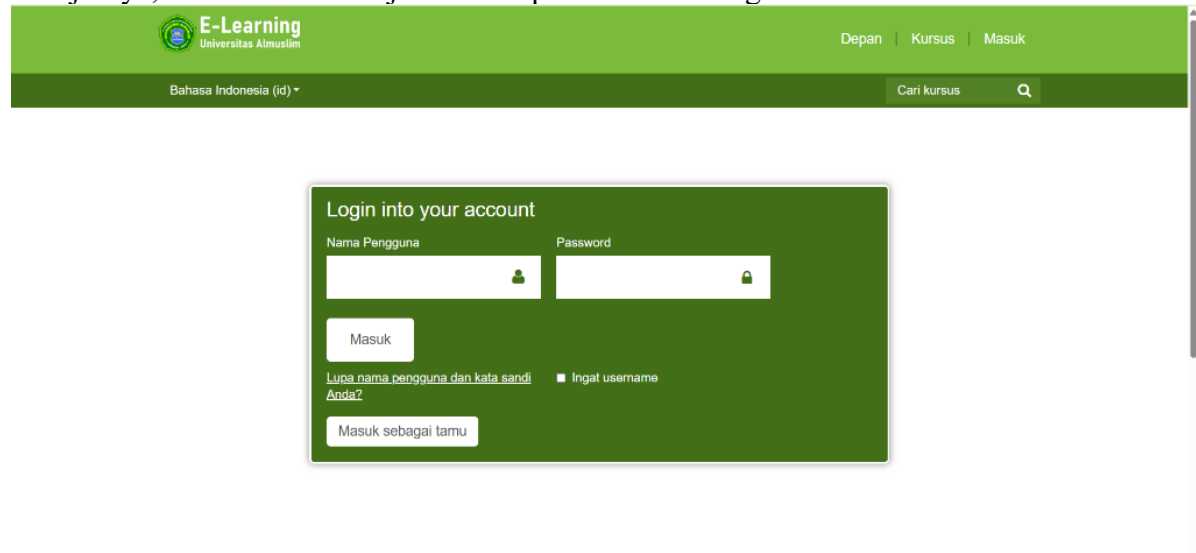 E-Learning
Universitas Almuslim
Depan | Kursus | Masuk
Bahasa Indonesia (id)
Cari kursus
Login into your account
Nama Pengguna
Password
Masuk
Lupa nama pengguna dan kata sandi
Anda?
Ingat username
Masuk sebagai tamu